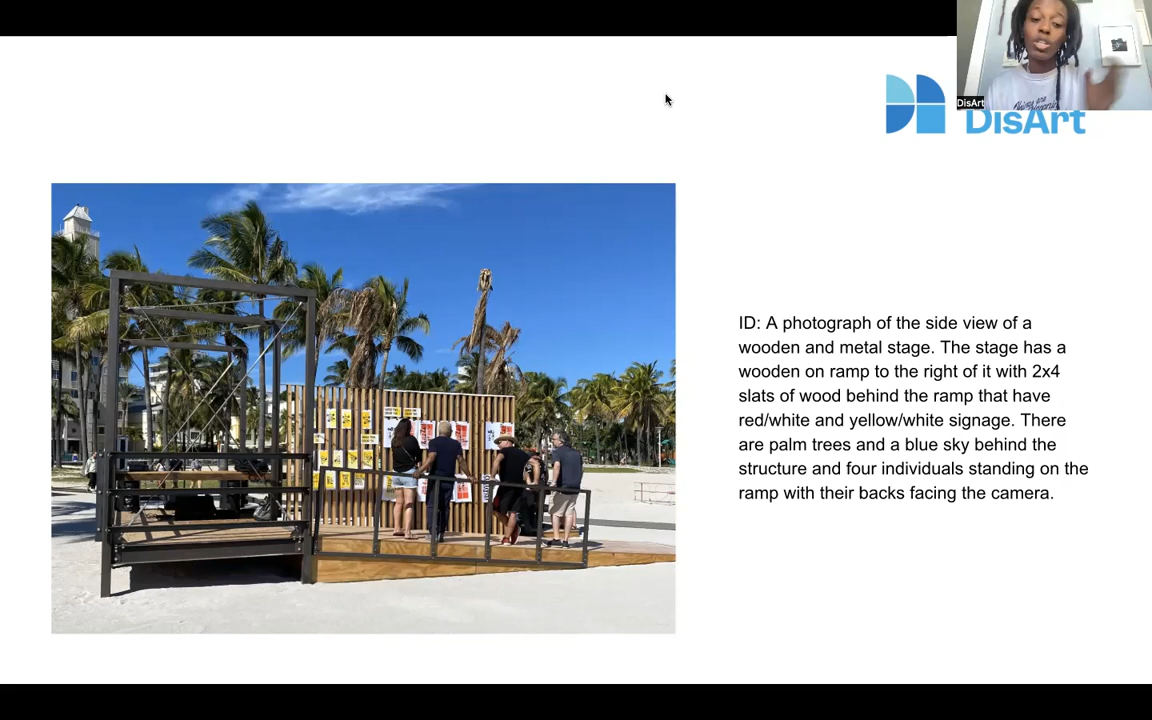 DisArt
DisArt
ID: A photograph of the side view of a
wooden and metal stage. The stage has a
wooden on ramp to the right of it with 2x4
slats of wood behind the ramp that have
red/white and yellow/white signage. There
are palm trees and a blue sky behind the
structure and four individuals standing on the
ramp with their backs facing the camera.